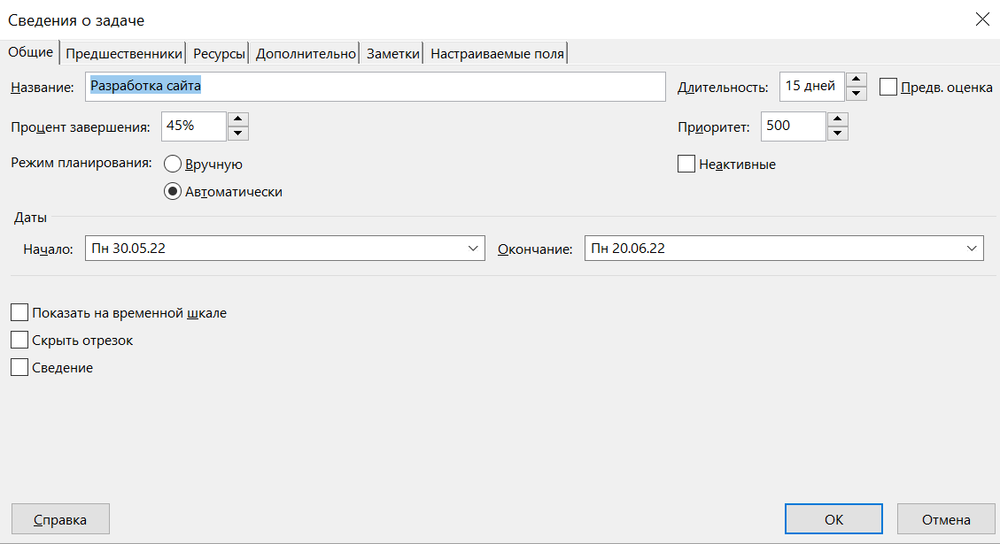 Сведения о задаче
Общие Предшественники Ресурсы Дополнительно Заметки Настраиваемые поля
Название: Разработка сайта Длительность: 15 дней Предв. оценка
Процент завершения: 45% Приоритет: 500
Режим планирования: Вручную Неактивные
Автоматически
Даты
Начало: Пн 30.05.22 Окончание: Пн 20.06.22
Показать на временной шкале
Скрыть отрезок
Сведение
Справка ОК Отмена